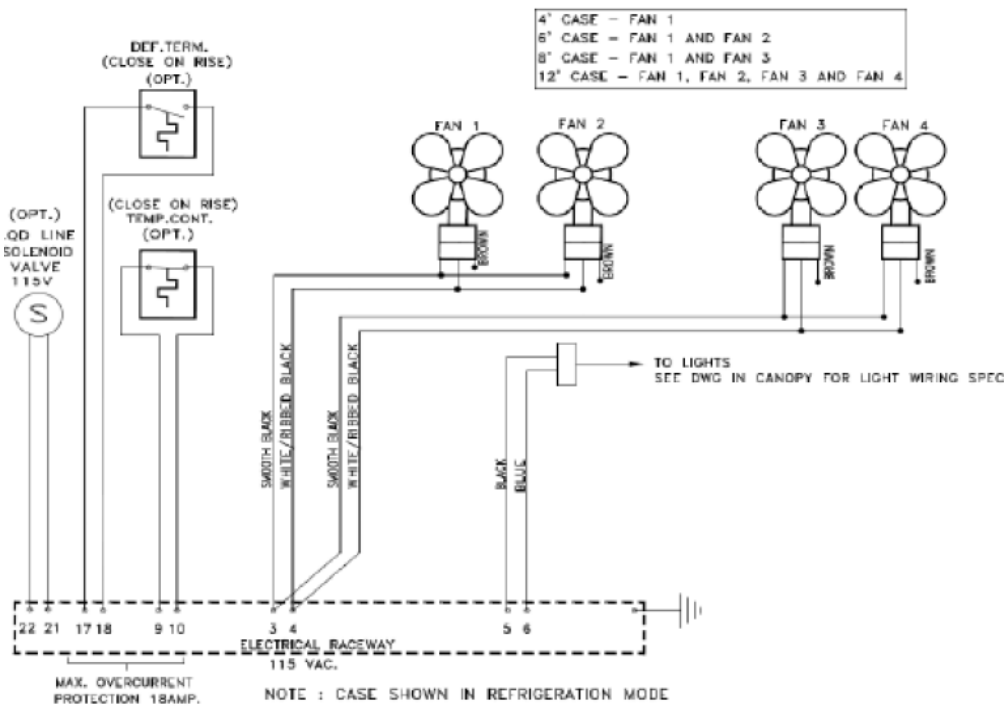 4' CASE - FAN 1
6' CASE - FAN 1 AND FAN 2
8' CASE - FAN 1 AND FAN 3
12' CASE - FAN 1, FAN 2, FAN 3 AND FAN 4
DEF.TERM.
(CLOSE ON RISE)
(OPT.)
FAN 1
FAN 2
FAN 3
FAN 4
(CLOSE ON RISE)
TEMP.CONT.
(OPT.)
(OPT.)
.QD LINE
SOLENOID
VALVE
115V
S
BROWN
BROWN
BROWN
BROWN
TO LIGHTS
SEE DWG IN CANOPY FOR LIGHT WIRING SPEC
SMOOTH BLACK
WHITE/RIBBED BLACK
SMOOTH BLACK
WHITE/RIBBED BLACK
BLACK
BLUE
22 21 17 18 9 10 3 4 5 6
ELECTRICAL RACEWAY
115 VAC.
MAX. OVERCURRENT
PROTECTION 18AMP.
NOTE : CASE SHOWN IN REFRIGERATION MODE